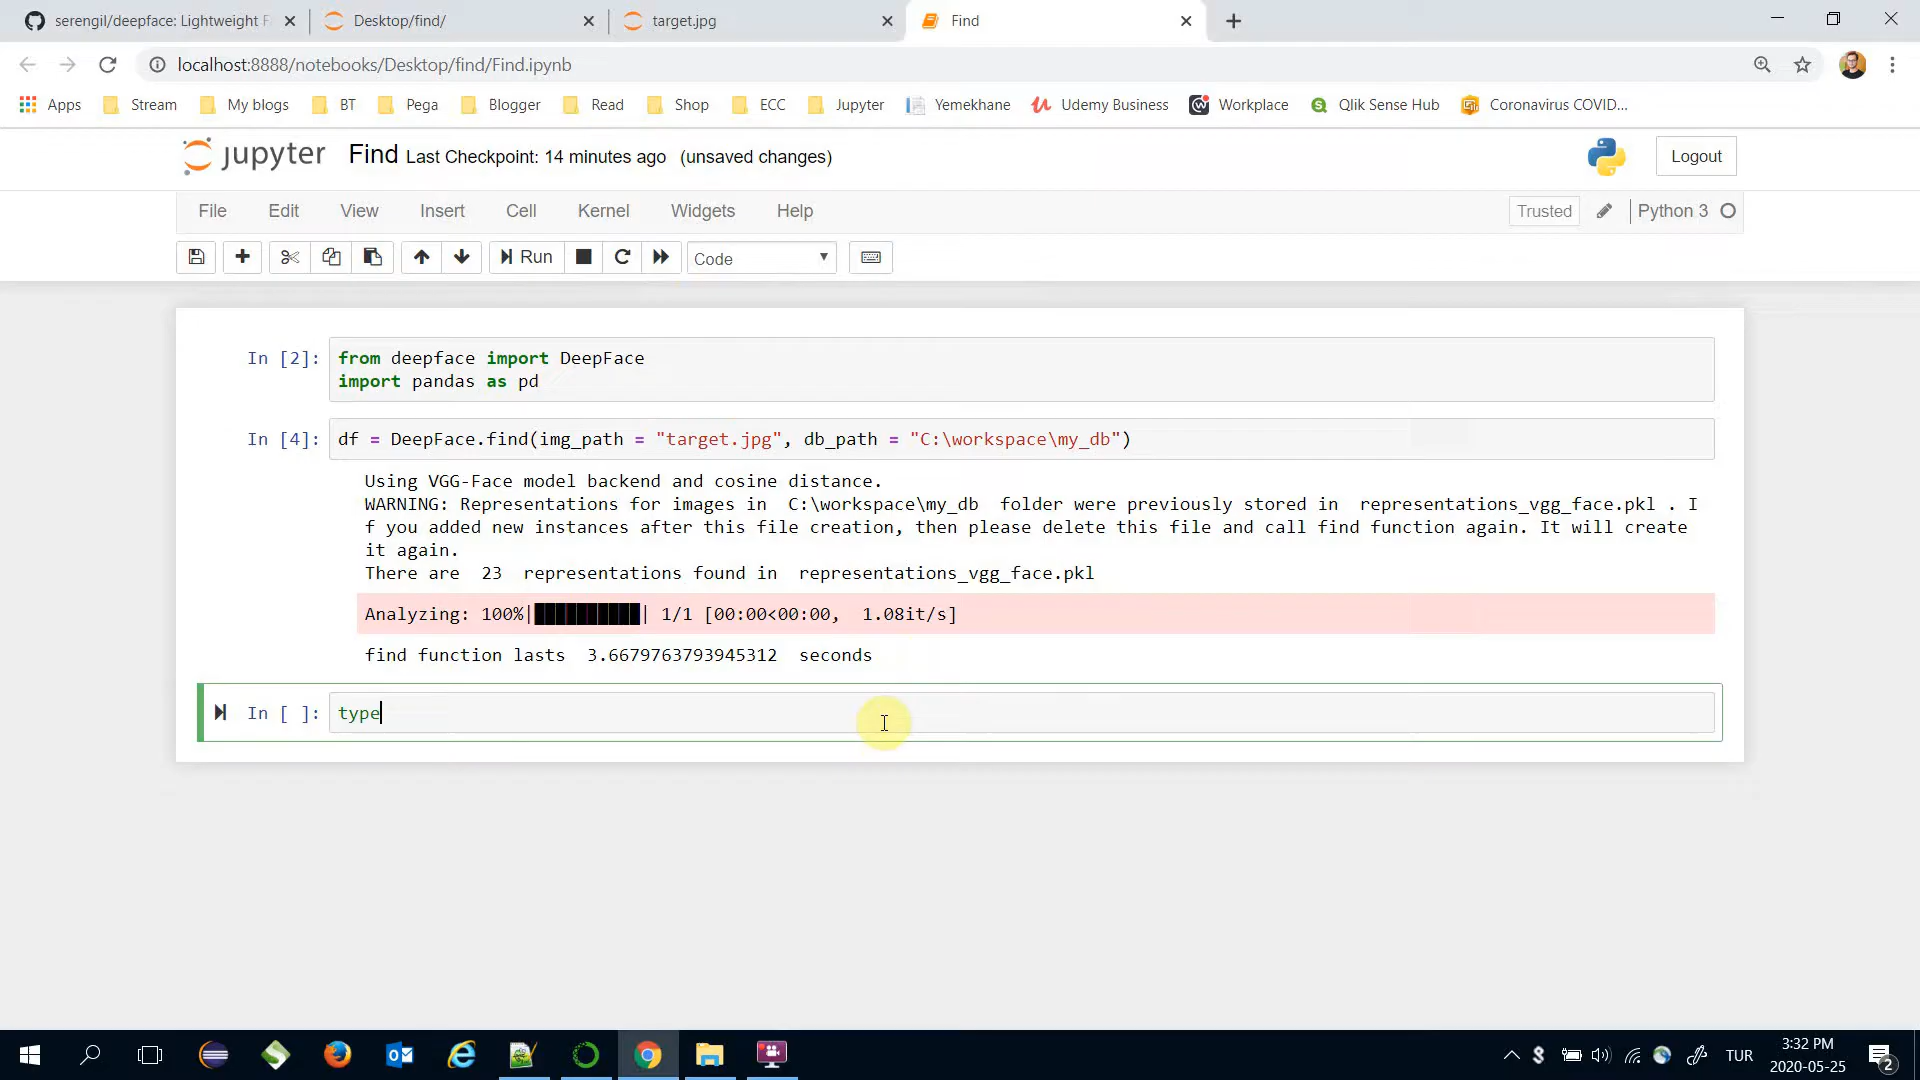 serengil/deepface: Lightweight F
Desktop/find/
target.jpg
Find
localhost:8888/notebooks/Desktop/find/Find.ipynb
Apps Stream My blogs BT Pega Blogger Read Shop ECC Jupyter Yemekhane Udemy Business Workplace Qlik Sense Hub Coronavirus COVID...
jupyter Find Last Checkpoint: 14 minutes ago (unsaved changes)
Logout
File Edit View Insert Cell Kernel Widgets Help
Trusted Python 3
Run Code
In [2]: from deepface import DeepFace
import pandas as pd
In [4]: df = DeepFace.find(img_path = "target.jpg", db_path = "C:\workspace\my_db")
Using VGG-Face model backend and cosine distance.
WARNING: Representations for images in C:\workspace\my_db folder were previously stored in representations_vgg_face.pkl . I
f you added new instances after this file creation, then please delete this file and call find function again. It will create
it again.
There are 23 representations found in representations_vgg_face.pkl
Analyzing: 100%|██████████| 1/1 [00:00<00:00, 1.08it/s]
find function lasts 3.6679763793945312 seconds
In [ ]: type
TUR
3:32 PM
2020-05-25
2